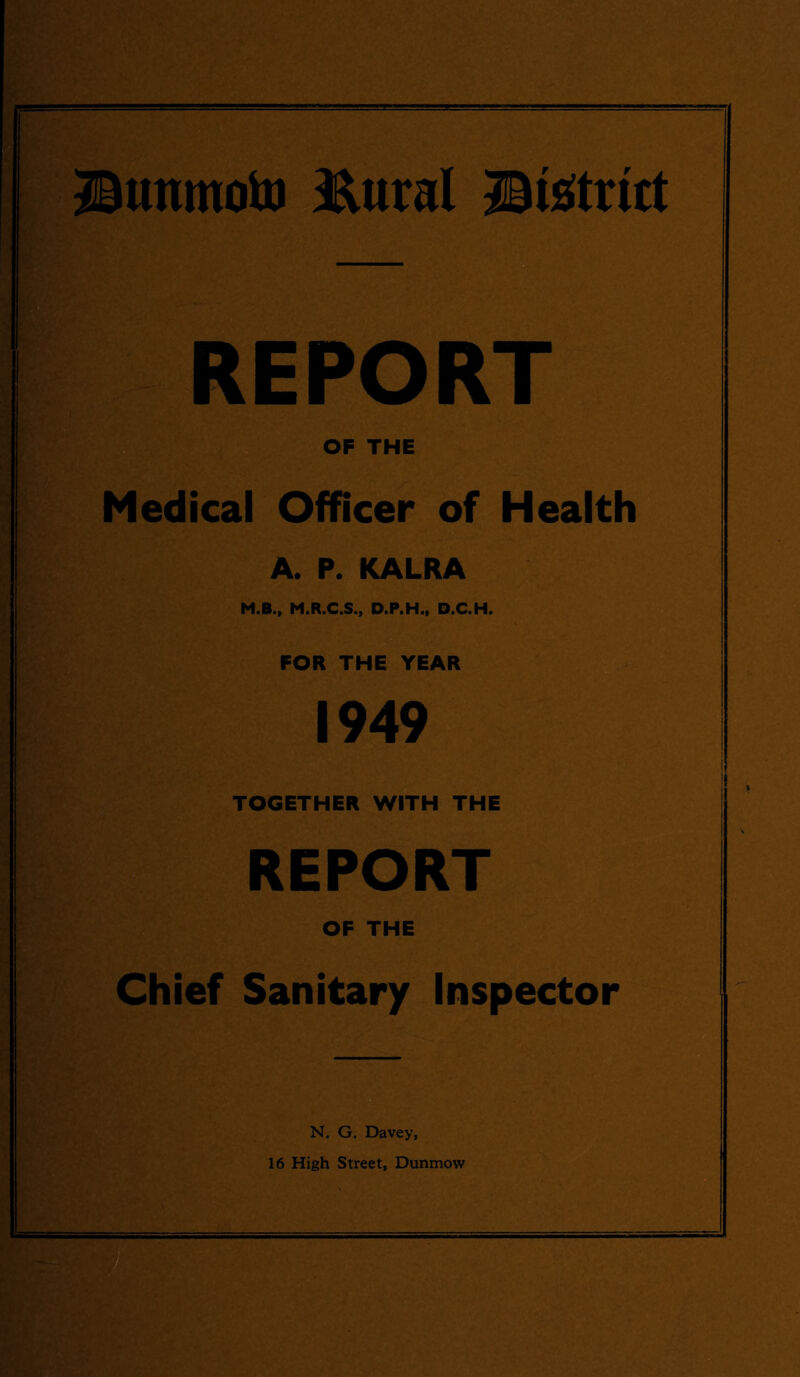 Dunmow Rural District
REPORT
OF THE
Medical Officer of Health
A. P. KALRA
M.B., M.R.C.S., D.P.H., D.C.H.
FOR THE YEAR
1949
TOGETHER WITH THE
REPORT
OF THE
Chief Sanitary Inspector
N. G. Davey,
16 High Street, Dunmow